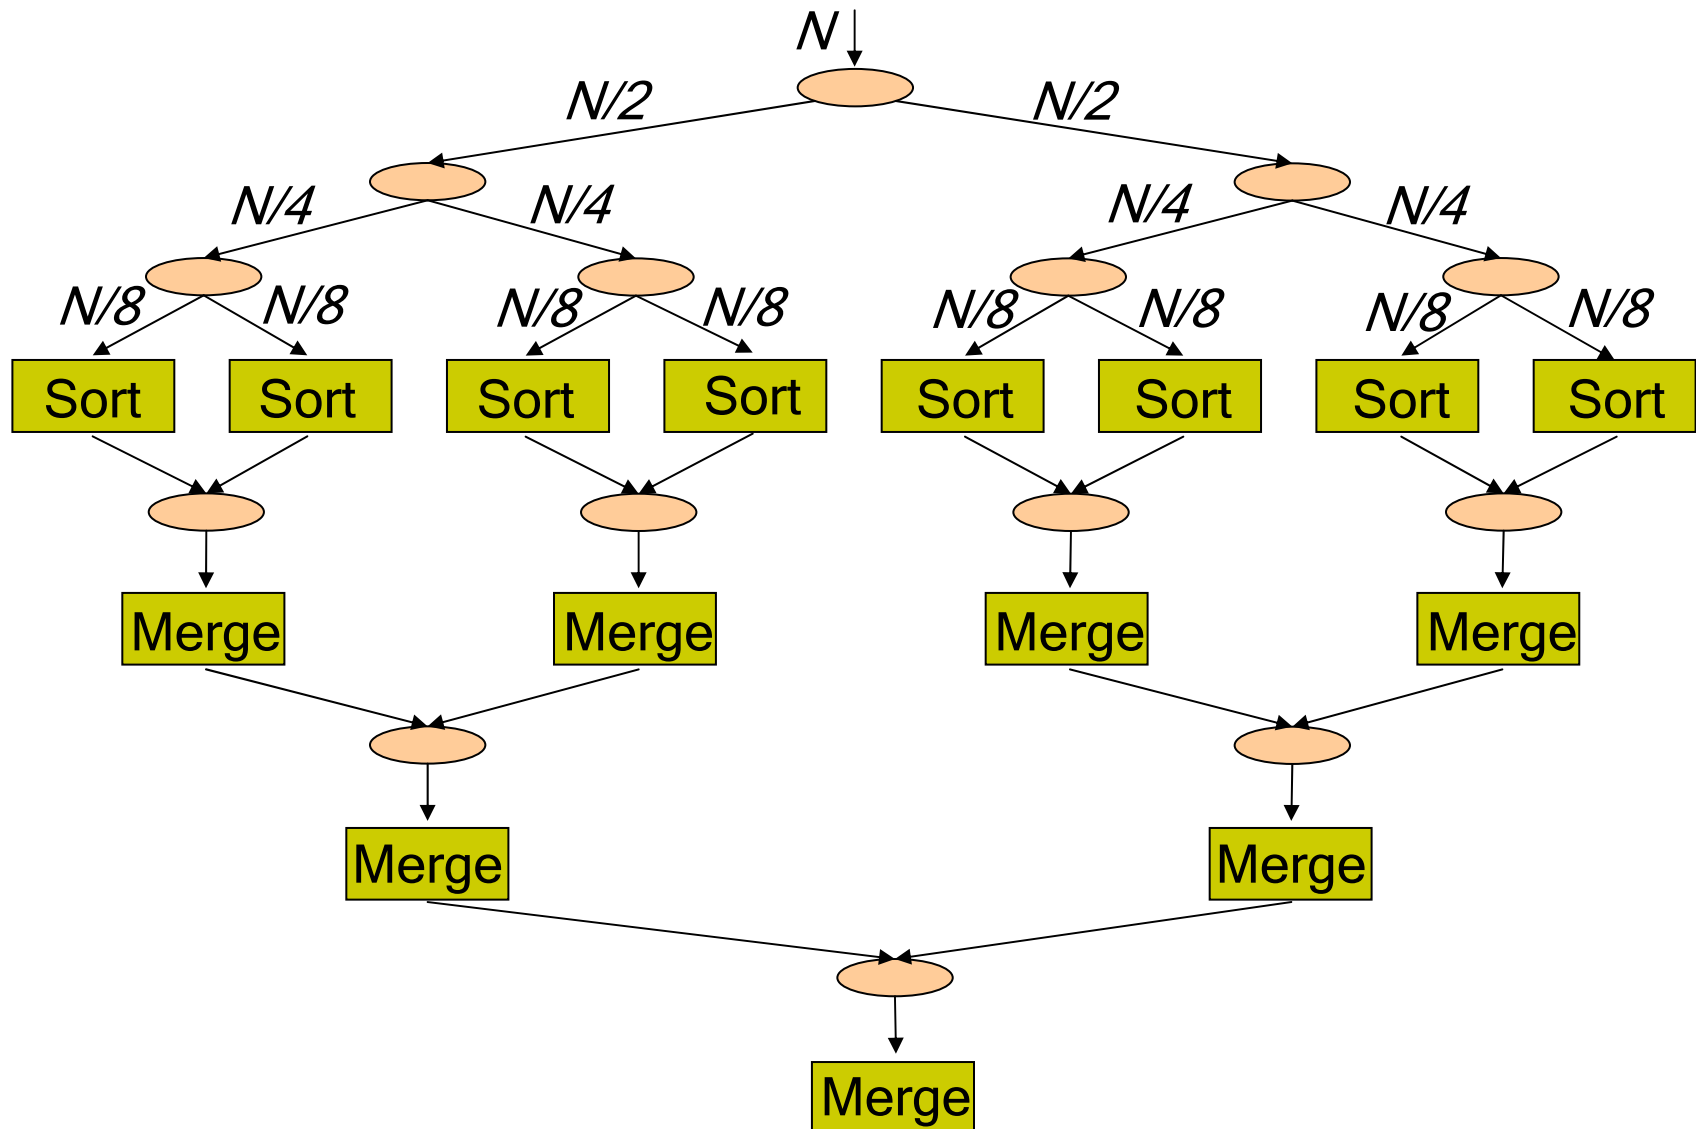 N
N/2 N/2
N/4 N/4 N/4 N/4
N/8 N/8 N/8 N/8 N/8 N/8 N/8 N/8
Sort Sort Sort Sort Sort Sort Sort Sort
Merge Merge Merge Merge
Merge Merge
Merge